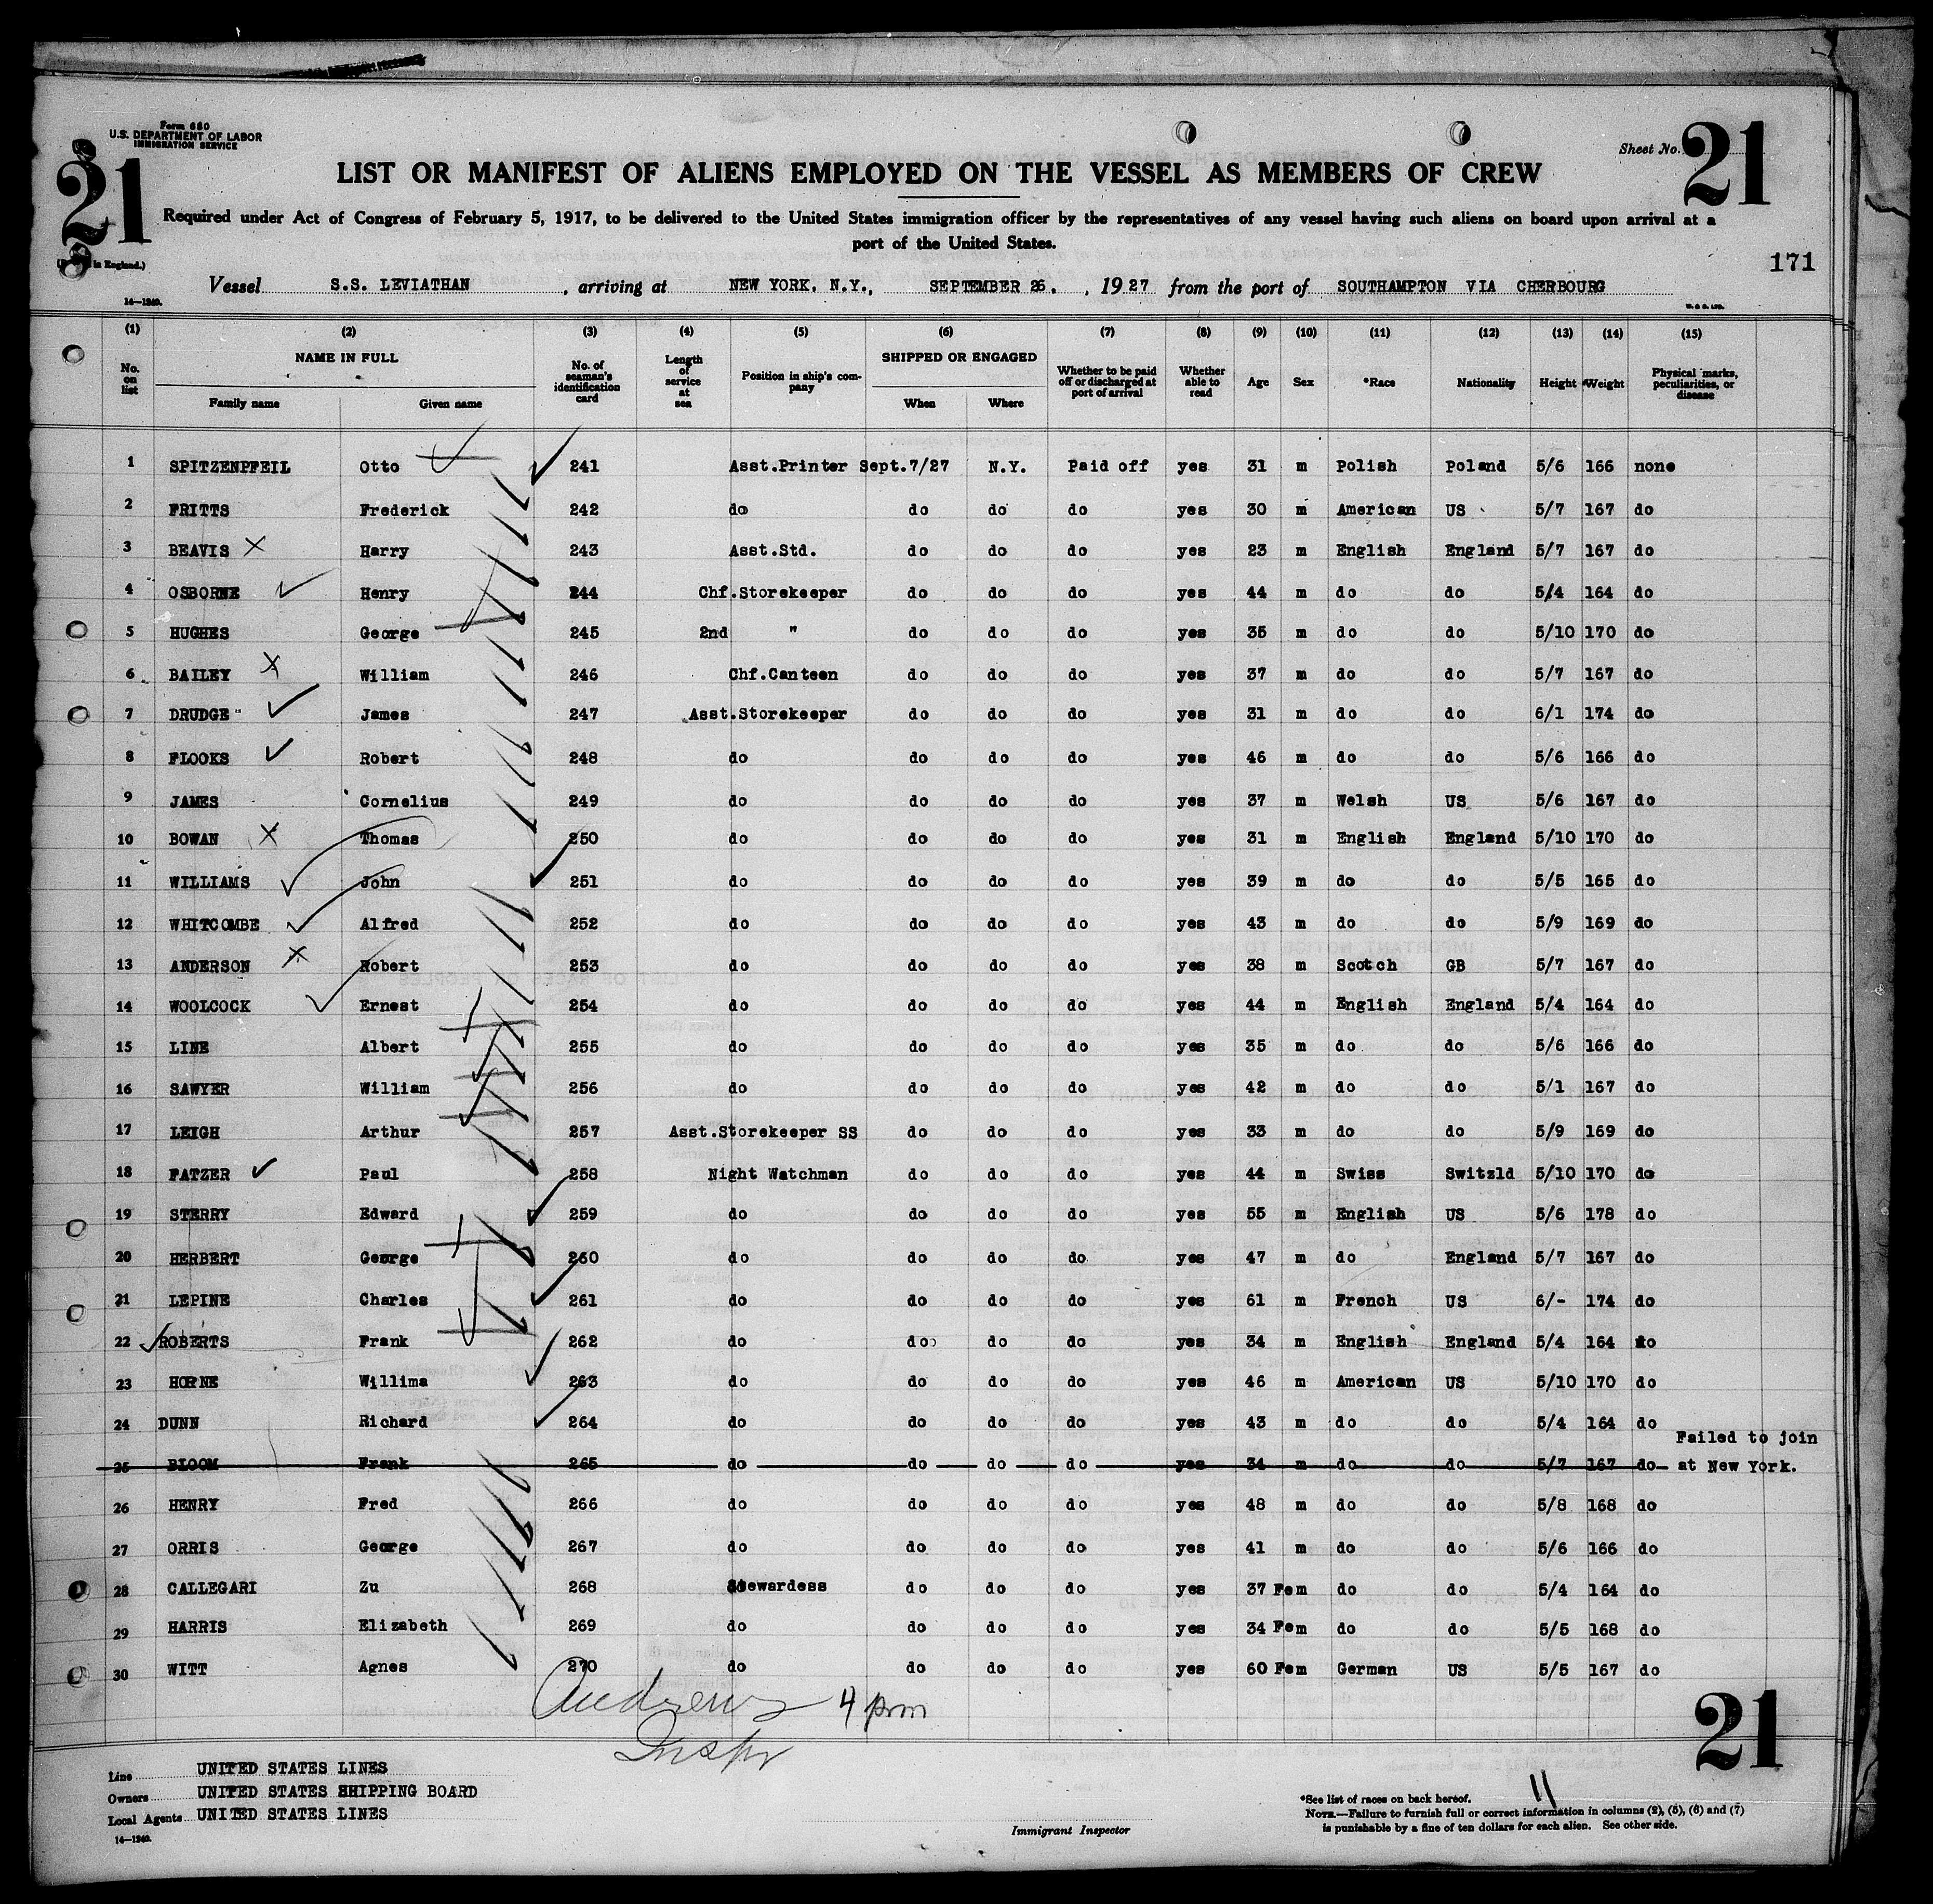 Form 680
U.S. DEPARTMENT OF LABOR
IMMIGRATION SERVICE
21
Sheet No. 21
LIST OR MANIFEST OF ALIENS EMPLOYED ON THE VESSEL AS MEMBERS OF CREW
Required under Act of Congress of February 5, 1917, to be delivered to the United States immigration officer by the representatives of any vessel having such aliens on board upon arrival at a
port of the United States.
in England.)
171
Vessel S.S. LEVIATHAN, arriving at NEW YORK, N.Y., SEPTEMBER 26., 1927 from the port of SOUTHAMPTON VIA CHERBOURG
14—1240.
(1) (2) (3) (4) (5) (6) (7) (8) (9) (10) (11) (12) (13) (14) (15)
No. on list NAME IN FULL Family name Given name No. of seaman's identification card Length of service at sea Position in ship's company SHIPPED OR ENGAGED When Where Whether to be paid off or discharged at port of arrival Whether able to read Age Sex *Race Nationality Height Weight Physical marks, peculiarities, or disease
1 SPITZENPFEIL Otto 241 Asst.Printer Sept.7/27 N.Y. Paid off yes 31 m Polish Poland 5/6 166 none
2 FRITTS Frederick 242 do do do do yes 30 m American US 5/7 167 do
3 BEAVIS Harry 243 Asst.Std. do do do yes 23 m English England 5/7 167 do
4 OSBORNE Henry 244 Chf.Storekeeper do do do yes 44 m do do 5/4 164 do
5 HUGHES George 245 2nd " do do do yes 35 m do do 5/10 170 do
6 BAILEY William 246 Chf.Canteen do do do yes 37 m do do 5/7 167 do
7 DRUDGE James 247 Asst.Storekeeper do do do yes 31 m do do 6/1 174 do
8 FLOOKS Robert 248 do do do do yes 46 m do do 5/6 166 do
9 JAMES Cornelius 249 do do do do yes 37 m Welsh US 5/6 167 do
10 BOWAN Thomas 250 do do do do yes 31 m English England 5/10 170 do
11 WILLIAMS John 251 do do do do yes 39 m do do 5/5 165 do
12 WHITCOMBE Alfred 252 do do do do yes 43 m do do 5/9 169 do
13 ANDERSON Robert 253 do do do do yes 38 m Scotch GB 5/7 167 do
14 WOOLCOCK Ernest 254 do do do do yes 44 m English England 5/4 164 do
15 LINE Albert 255 do do do do yes 35 m do do 5/6 166 do
16 SAWYER William 256 do do do do yes 42 m do do 5/1 167 do
17 LEIGH Arthur 257 Asst.Storekeeper SS do do do yes 33 m do do 5/9 169 do
18 FATZER Paul 258 Night Watchman do do do yes 44 m Swiss Switzld 5/10 170 do
19 STERRY Edward 259 do do do do yes 55 m English US 5/6 178 do
20 HERBERT George 260 do do do do yes 47 m do England 5/7 167 do
21 LEPINE Charles 261 do do do do yes 61 m French US 6/- 174 do
22 ROBERTS Frank 262 do do do do yes 34 m English England 5/4 164 do
23 HORNE Willima 263 do do do do yes 46 m American US 5/10 170 do
24 DUNN Richard 264 do do do do yes 43 m do do 5/4 164 do
25 BLOOM Frank 265 do do do do yes 34 m do do 5/7 167 do Failed to join at New York.
26 HENRY Fred 266 do do do do yes 48 m do do 5/8 168 do
27 ORRIS George 267 do do do do yes 41 m do do 5/6 166 do
28 CALLEGARI Zu 268 Stewardess do do do yes 37 Fem do do 5/4 164 do
29 HARRIS Elizabeth 269 do do do do yes 34 Fem do do 5/5 168 do
30 WITT Agnes 270 do do do do yes 60 Fem German US 5/5 167 do
Andrews 4 pm
Inspr
21
Line UNITED STATES LINES
Owners UNITED STATES SHIPPING BOARD
Local Agents UNITED STATES LINES
14—1240.
Immigrant Inspector
11
*See list of races on back hereof.
NOTE.—Failure to furnish full or correct information in columns (2), (5), (6) and (7)
is punishable by a fine of ten dollars for each alien. See other side.